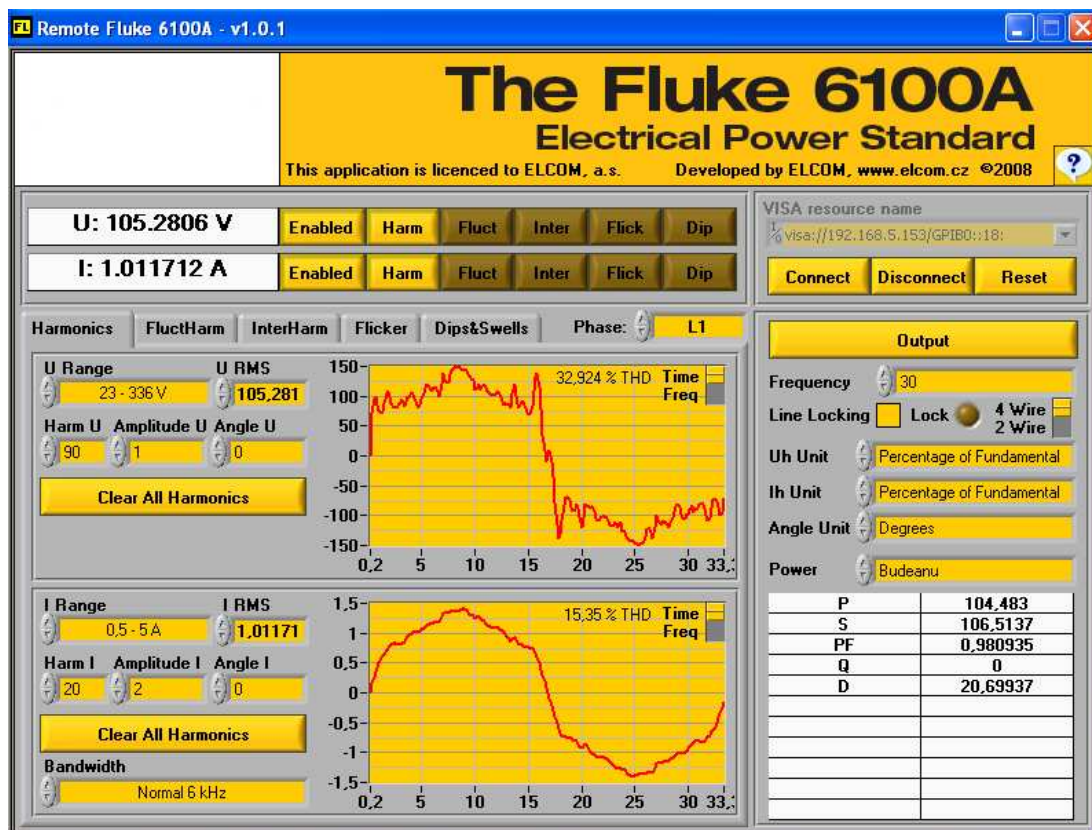 FL Remote Fluke 6100A - v1.0.1
The Fluke 6100A
Electrical Power Standard
This application is licenced to ELCOM, a.s. Developed by ELCOM, www.elcom.cz ©2008
?
U: 105.2806 V Enabled Harm Fluct Inter Flick Dip
I: 1.011712 A Enabled Harm Fluct Inter Flick Dip
VISA resource name
visa://192.168.5.153/GPIB0::18:
Connect Disconnect Reset
Harmonics FluctHarm InterHarm Flicker Dips&Swells Phase: L1
U Range U RMS
23 - 336 V 105,281
Harm U Amplitude U Angle U
90 1 0
Clear All Harmonics
32,924 % THD Time
Freq
150
100
50
0
-50
-100
-150
0,2 5 10 15 20 25 30 33,
I Range I RMS
0,5 - 5 A 1,01171
Harm I Amplitude I Angle I
20 2 0
Clear All Harmonics
Bandwidth
Normal 6 kHz
15,35 % THD Time
Freq
1,5
1
0,5
0
-0,5
-1
-1,5
0,2 5 10 15 20 25 30 33,
Output
Frequency 30
Line Locking Lock 4 Wire
2 Wire
Uh Unit Percentage of Fundamental
Ih Unit Percentage of Fundamental
Angle Unit Degrees
Power Budeanu
P 104,483
S 106,5137
PF 0,980935
Q 0
D 20,69937